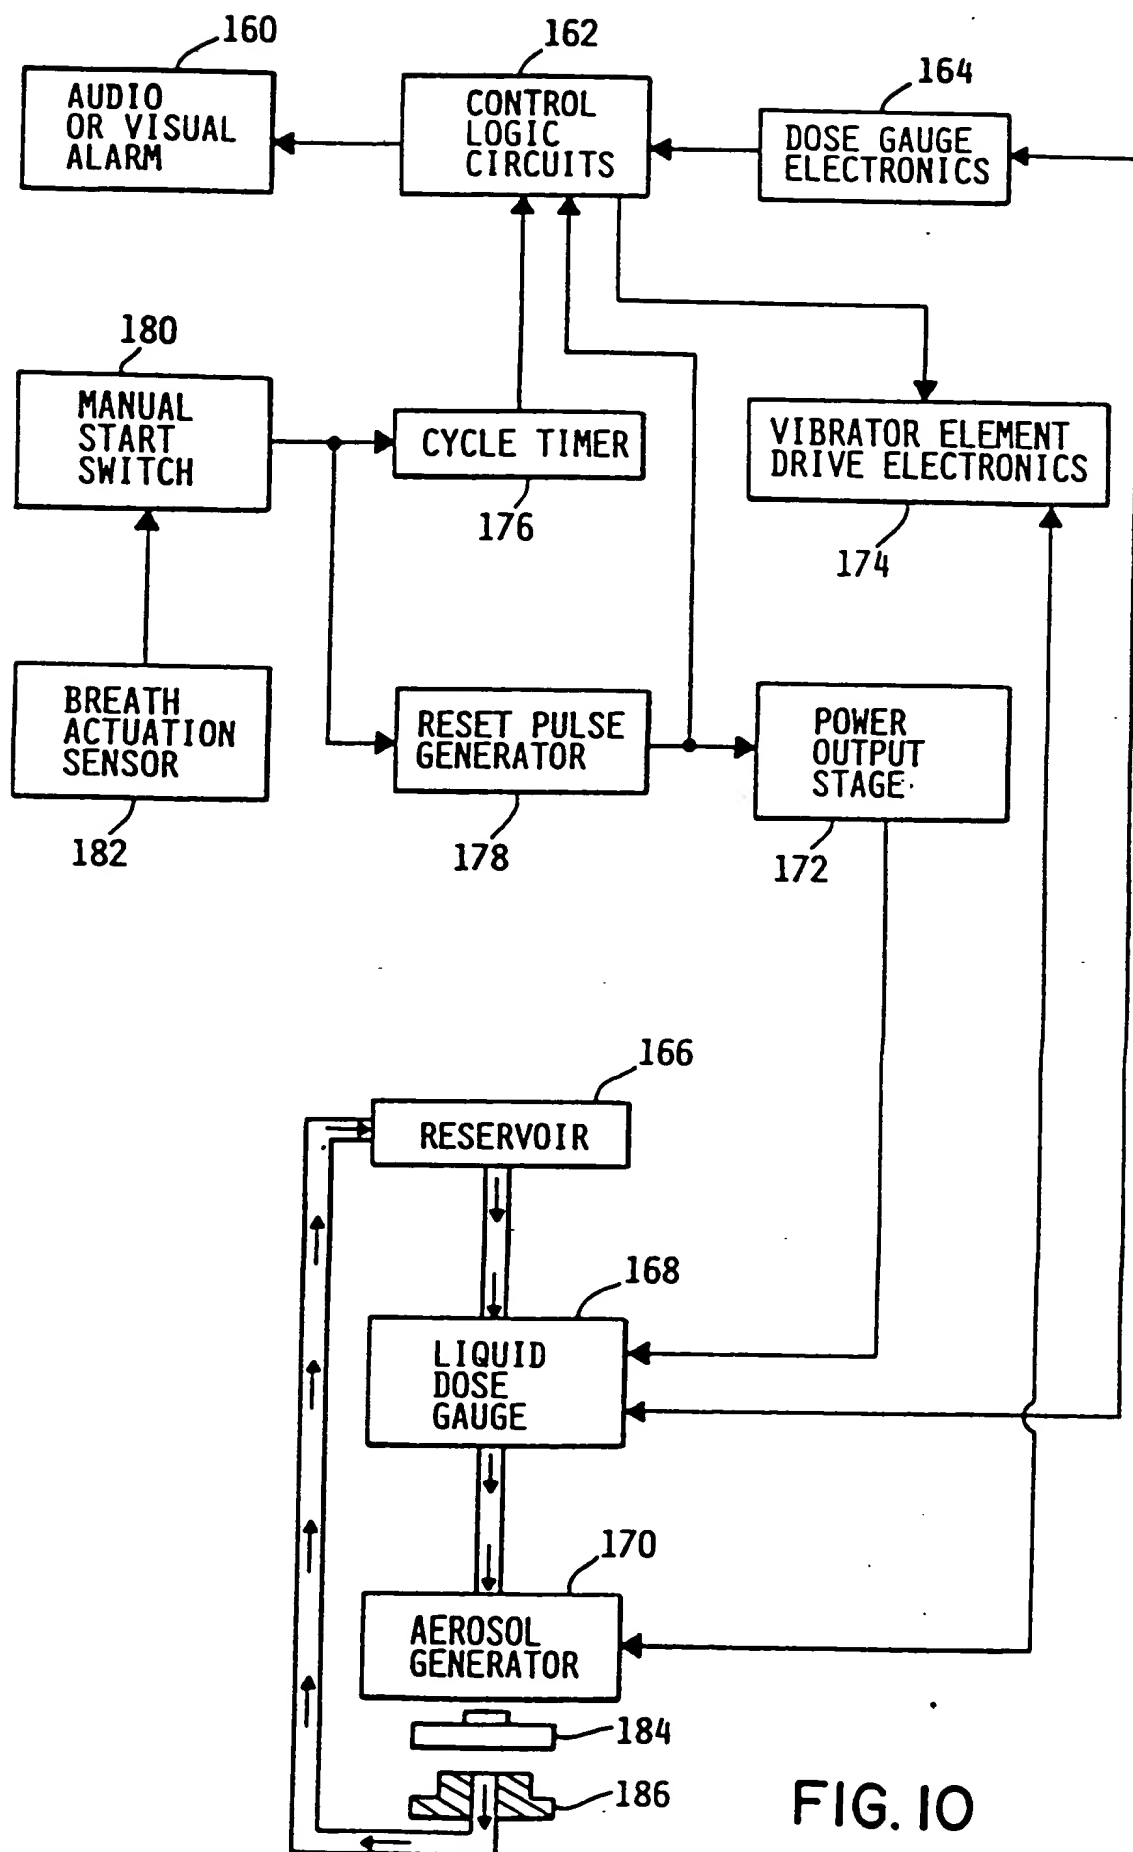 160
AUDIO
OR VISUAL
ALARM
162
CONTROL
LOGIC
CIRCUITS
164
DOSE GAUGE
ELECTRONICS
180
MANUAL
START
SWITCH
CYCLE TIMER
176
VIBRATOR ELEMENT
DRIVE ELECTRONICS
174
BREATH
ACTUATION
SENSOR
182
RESET PULSE
GENERATOR
178
POWER
OUTPUT
STAGE
172
166
RESERVOIR
168
LIQUID
DOSE
GAUGE
170
AEROSOL
GENERATOR
184
186
FIG. 10